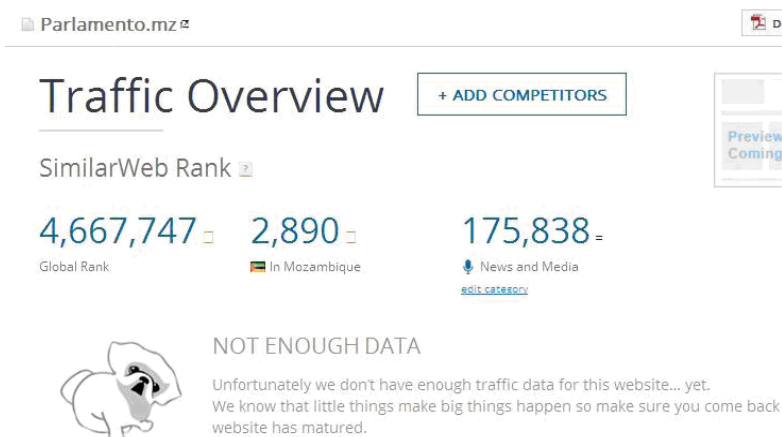 Parlamento.mz
D
Traffic Overview
+ ADD COMPETITORS
Preview
Coming
SimilarWeb Rank ?
4,667,747 2,890 175,838 =
Global Rank In Mozambique News and Media
edit category
NOT ENOUGH DATA
Unfortunately we don't have enough traffic data for this website... yet.
We know that little things make big things happen so make sure you come back
website has matured.